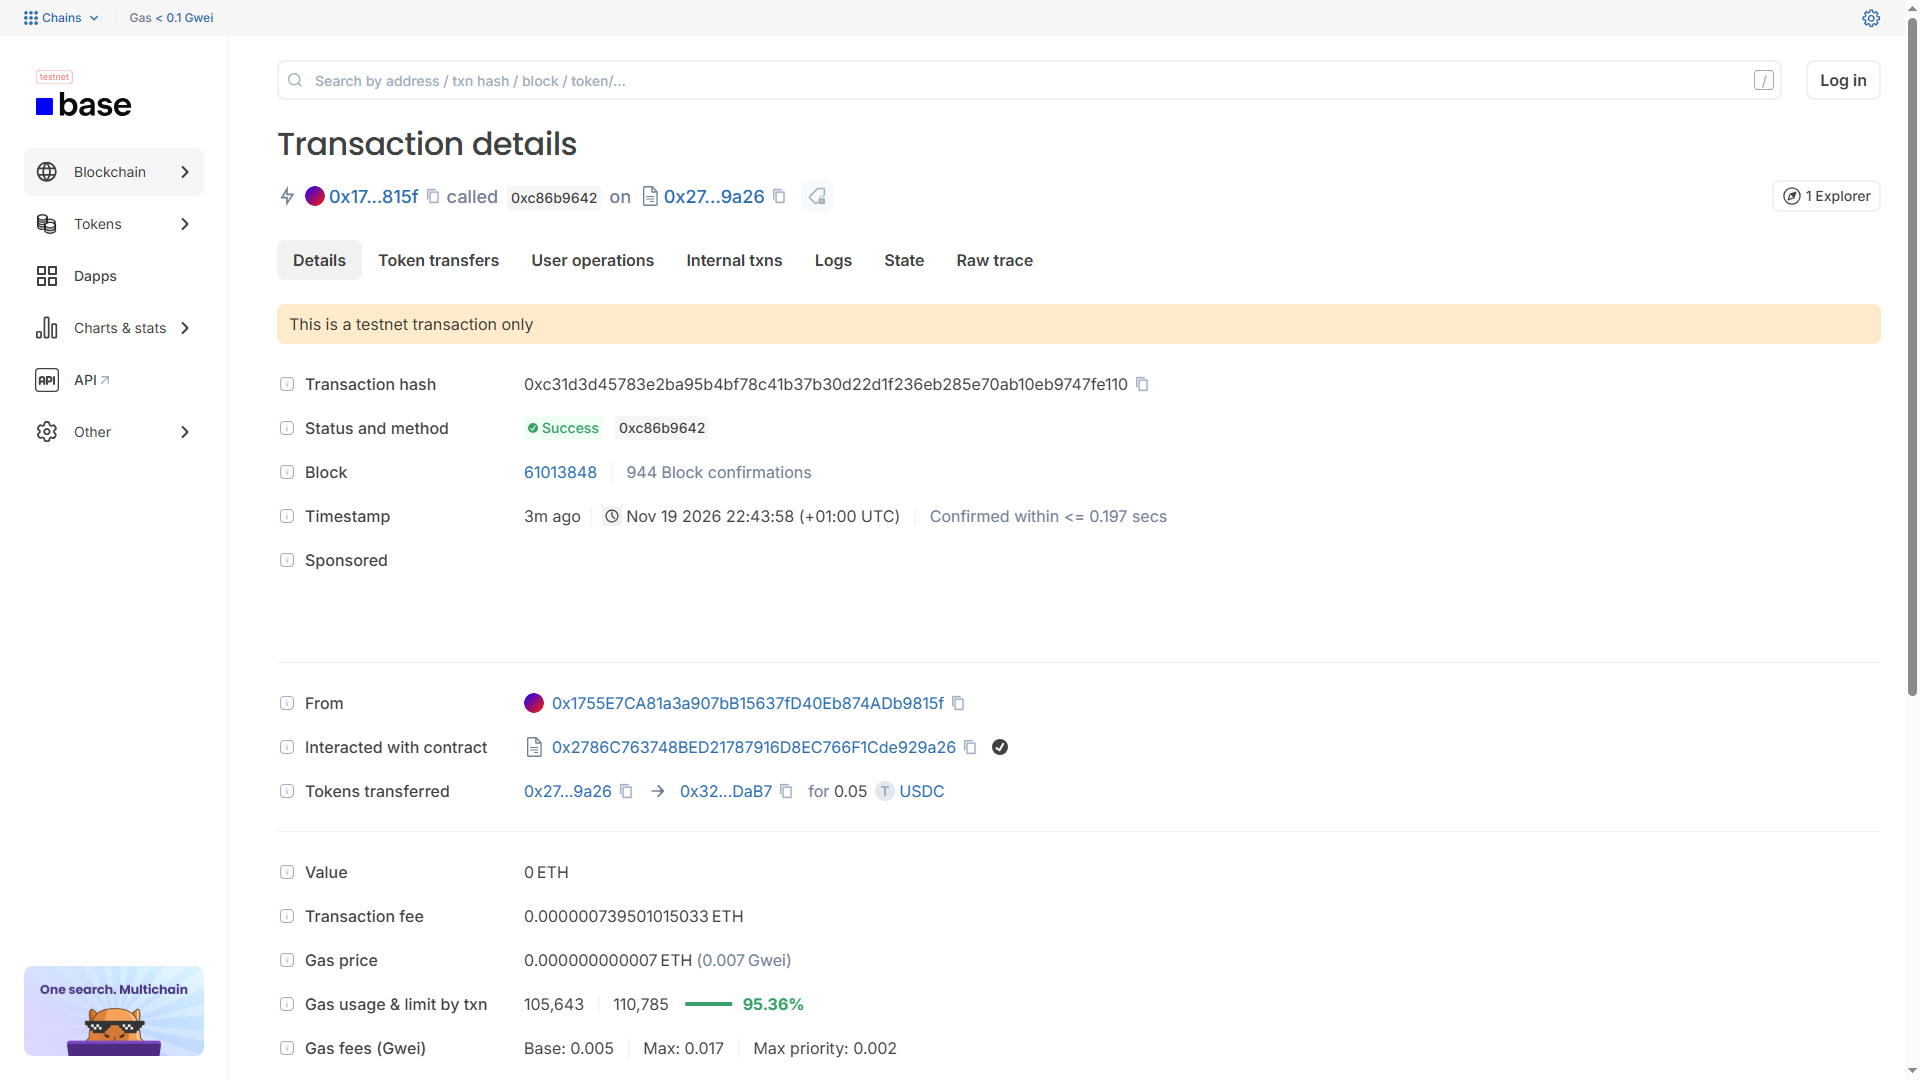 Chains
Gas < 0.1 Gwei
testnet
base
Search by address / txn hash / block / token/...
/
Log in
Blockchain
Tokens
Dapps
Charts & stats
API
API
Other
One search. Multichain
Transaction details
0x17...815f called 0xc86b9642 on 0x27...9a26
1 Explorer
Details Token transfers User operations Internal txns Logs State Raw trace
This is a testnet transaction only
Transaction hash 0xc31d3d45783e2ba95b4bf78c41b37b30d22d1f236eb285e70ab10eb9747fe110
Status and method Success 0xc86b9642
Block 61013848 944 Block confirmations
Timestamp 3m ago Nov 19 2026 22:43:58 (+01:00 UTC) Confirmed within <= 0.197 secs
Sponsored
From 0x1755E7CA81a3a907bB15637fD40Eb874ADb9815f
Interacted with contract 0x2786C763748BED21787916D8EC766F1Cde929a26
Tokens transferred 0x27...9a26 → 0x32...DaB7 for 0.05 T USDC
Value 0 ETH
Transaction fee 0.000000739501015033 ETH
Gas price 0.000000000007 ETH (0.007 Gwei)
Gas usage & limit by txn 105,643 110,785 95.36%
Gas fees (Gwei) Base: 0.005 Max: 0.017 Max priority: 0.002